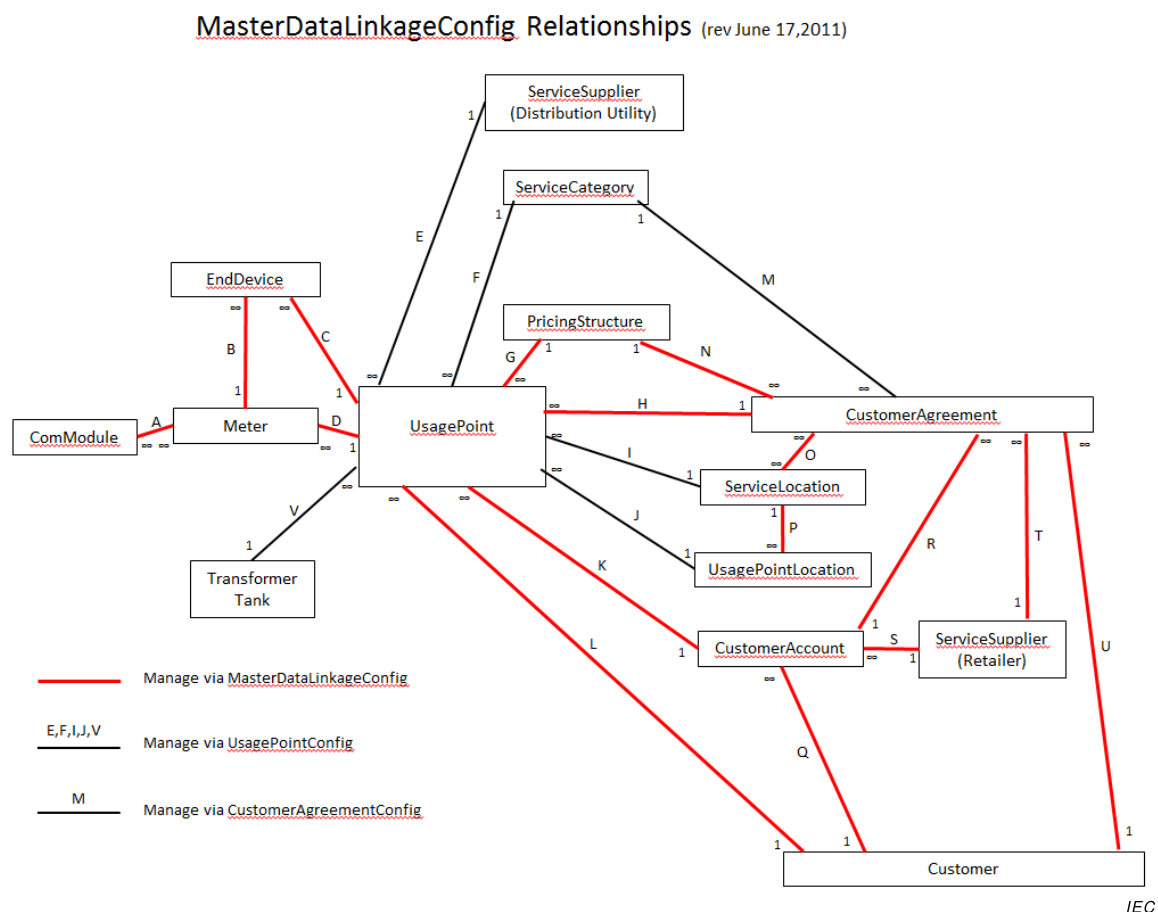 MasterDataLinkageConfig Relationships (rev June 17,2011)
ServiceSupplier
(Distribution Utility)
1
ServiceCategory
1
1
E
F
M
EndDevice
∞
∞
PricingStructure
B
C
G
1
1
N
1
1
∞
∞
∞
∞
∞
ComModule
A
∞ ∞
Meter
D
∞
1
UsagePoint
∞
H
1
CustomerAgreement
∞
I
1
∞
J
1
∞
O
∞
ServiceLocation
∞
∞
∞
1
P
∞
UsagePointLocation
V
∞
1
Transformer
Tank
∞
∞
K
L
R
T
U
1
CustomerAccount
1
S
∞
1
1
ServiceSupplier
(Retailer)
∞
Manage via MasterDataLinkageConfig
E,F,I,J,V
Manage via UsagePointConfig
Q
M
Manage via CustomerAgreementConfig
1
1
1
Customer
IEC